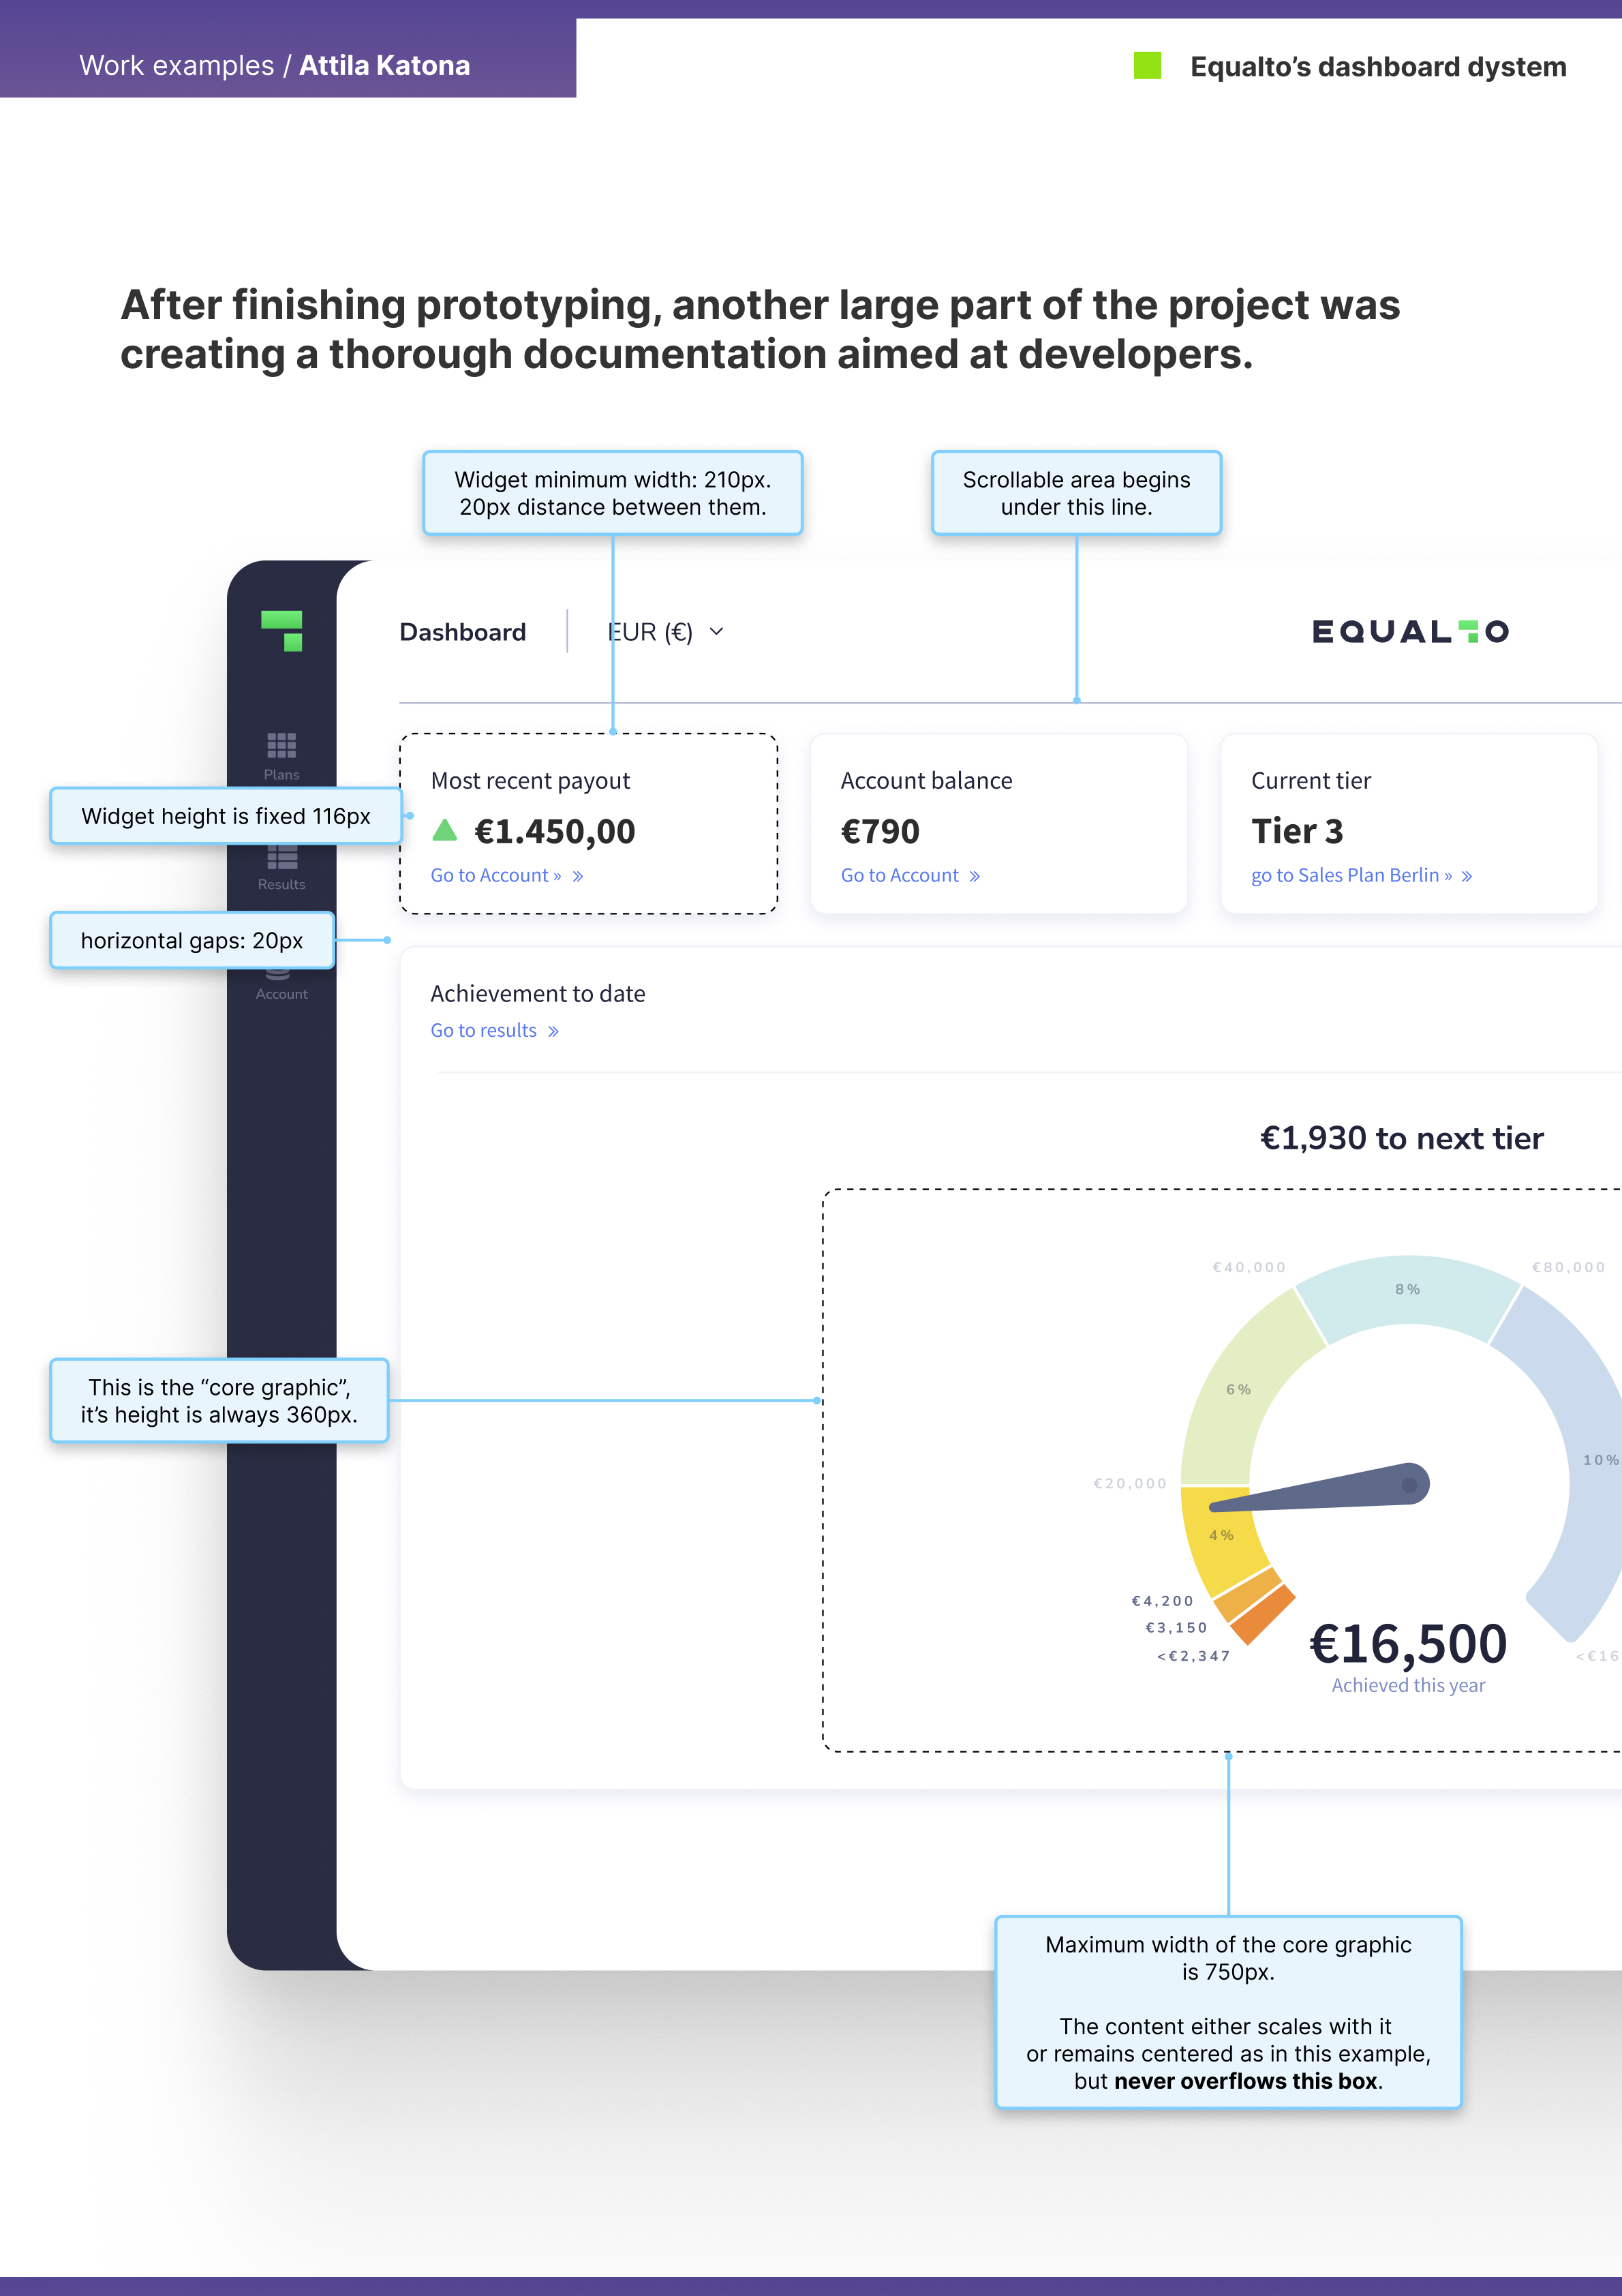 Work examples / Attila Katona
Equalto’s dashboard dystem
After finishing prototyping, another large part of the project was
creating a thorough documentation aimed at developers.
Widget minimum width: 210px.
20px distance between them.
Scrollable area begins
under this line.
Dashboard
EUR (€)
EQUALTO
Plans
Widget height is fixed 116px
Results
horizontal gaps: 20px
Account
Most recent payout
€1.450,00
Go to Account » »
Account balance
€790
Go to Account »
Current tier
Tier 3
go to Sales Plan Berlin » »
Achievement to date
Go to results »
€1,930 to next tier
This is the “core graphic”,
it’s height is always 360px.
€40,000
8%
€80,000
6%
10%
€20,000
4%
€4,200
€3,150
<€2,347
<€16
€16,500
Achieved this year
Maximum width of the core graphic
is 750px.
The content either scales with it
or remains centered as in this example,
but never overflows this box.